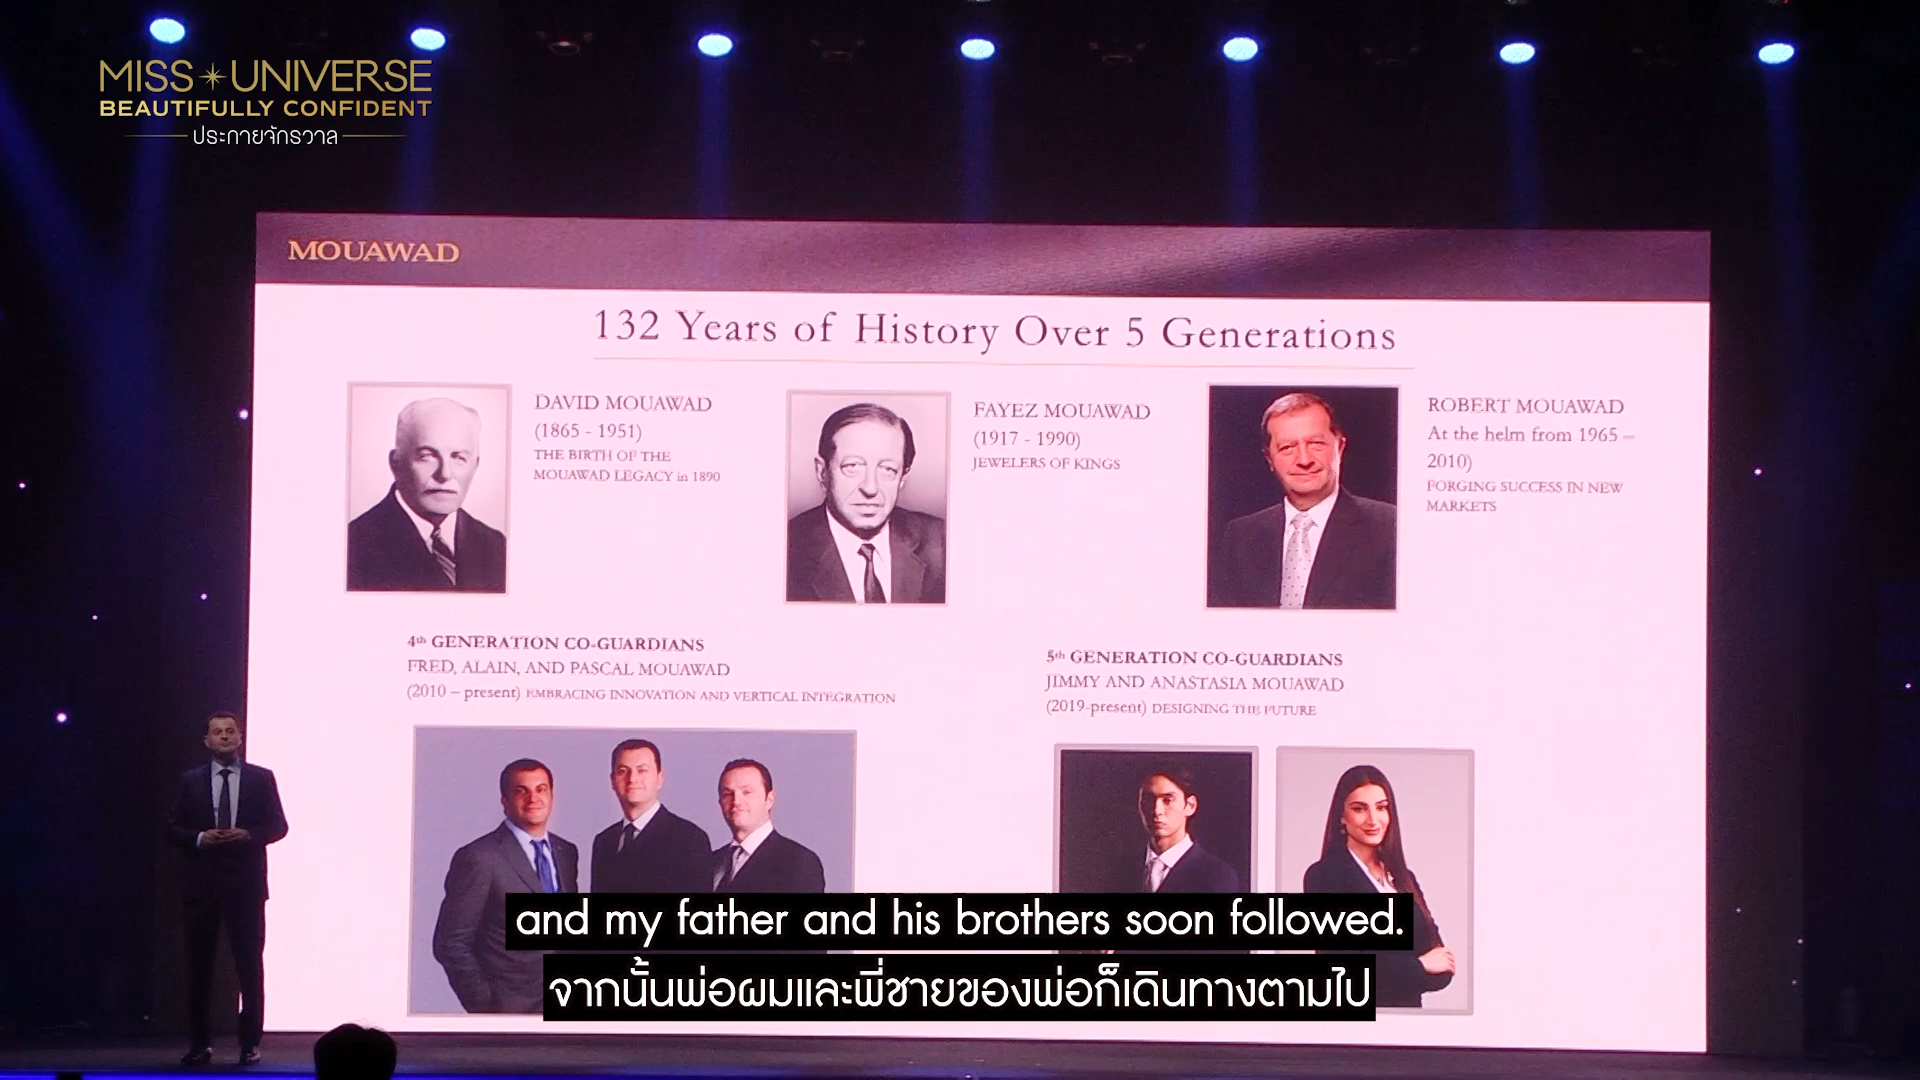 MISS UNIVERSE
BEAUTIFULLY CONFIDENT
ประกายจักรวาล
MOUAWAD
132 Years of History Over 5 Generations
DAVID MOUAWAD
(1865 - 1951)
THE BIRTH OF THE
MOUAWAD LEGACY in 1890
FAYEZ MOUAWAD
(1917 - 1990)
JEWELERS OF KINGS
ROBERT MOUAWAD
At the helm from 1965 –
2010)
FORGING SUCCESS IN NEW
MARKETS
4th GENERATION CO-GUARDIANS
FRED, ALAIN, AND PASCAL MOUAWAD
(2010 – present) EMBRACING INNOVATION AND VERTICAL INTEGRATION
5th GENERATION CO-GUARDIANS
JIMMY AND ANASTASIA MOUAWAD
(2019-present) DESIGNING THE FUTURE
and my father and his brothers soon followed.
จากนั้นพ่อผมและพี่ชายของพ่อก็เดินทางตามไป